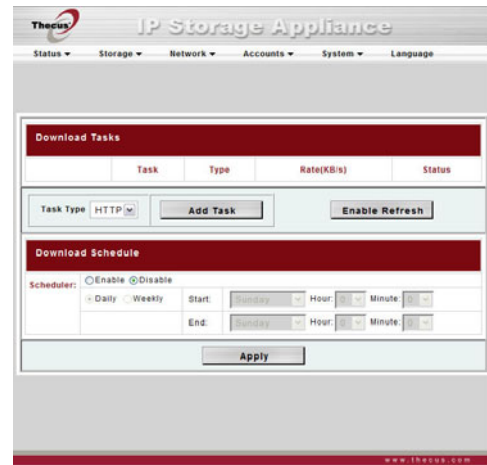 Thecus
IP Storage Appliance
Status Storage Network Accounts System Language
Download Tasks
Task Type Rate(KB/s) Status
Task Type HTTP Add Task Enable Refresh
Download Schedule
Scheduler: Enable Disable
Daily Weekly Start: Sunday Hour: 0 Minute: 0
End: Sunday Hour: 0 Minute: 0
Apply
www.thecus.com